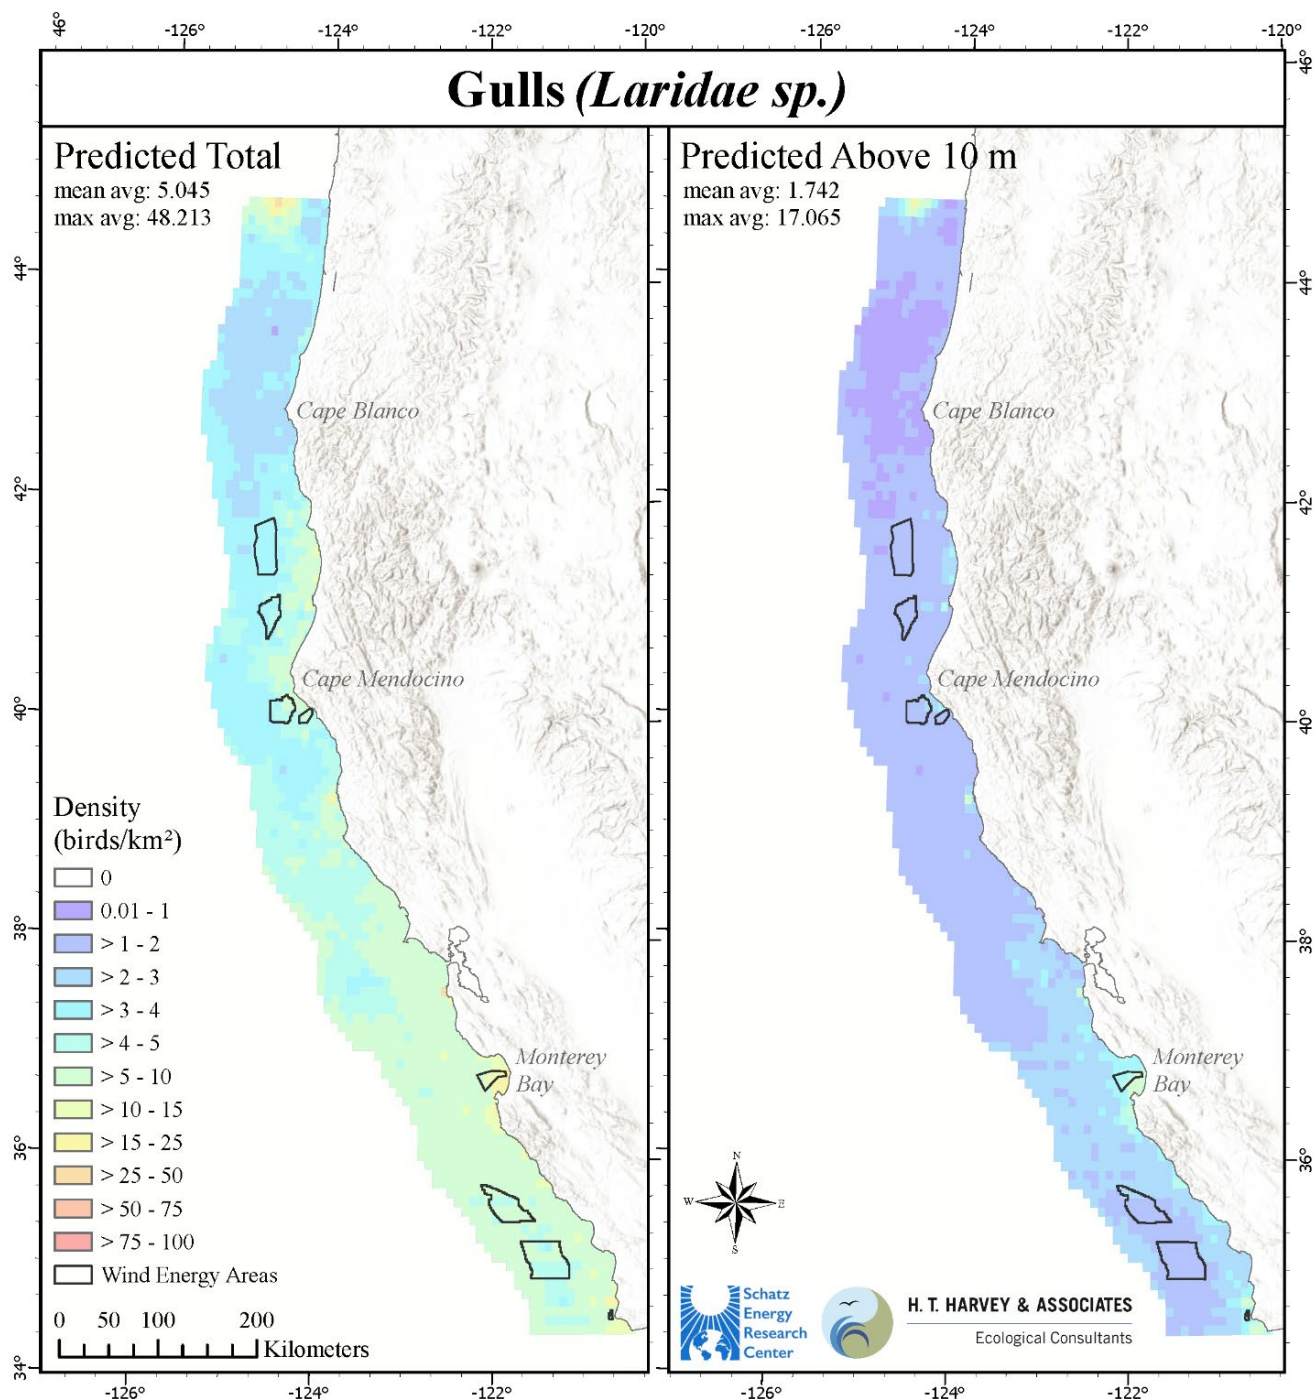 -126° -124° -122° -120° -126° -124° -122° -120°
46° 46°
Gulls (Laridae sp.)
Predicted Total
mean avg: 5.045
max avg: 48.213
Cape Blanco
Cape Mendocino
Monterey
Bay
Density
(birds/km²)
0
0.01 - 1
> 1 - 2
> 2 - 3
> 3 - 4
> 4 - 5
> 5 - 10
> 10 - 15
> 15 - 25
> 25 - 50
> 50 - 75
> 75 - 100
Wind Energy Areas
0 50 100 200
Kilometers
Predicted Above 10 m
mean avg: 1.742
max avg: 17.065
Cape Blanco
Cape Mendocino
Monterey
Bay
N
W E
S
Schatz
Energy
Research
Center
H. T. HARVEY & ASSOCIATES
Ecological Consultants
44° 44°
42° 42°
40° 40°
38° 38°
36° 36°
34° 34°
-126° -124° -122° -126° -124° -122°